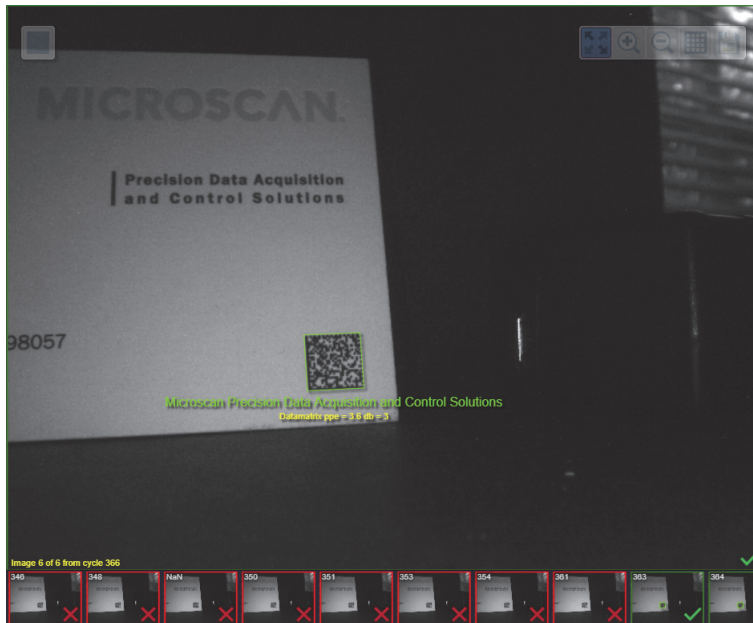 MICROSCAN.
Precision Data Acquisition
and Control Solutions
98057
Microscan Precision Data Acquisition and Control Solutions
Datamatrix ppe = 3.6 db = 3
Image 6 of 6 from cycle 366
346
348
NaN
350
351
353
354
361
363
364